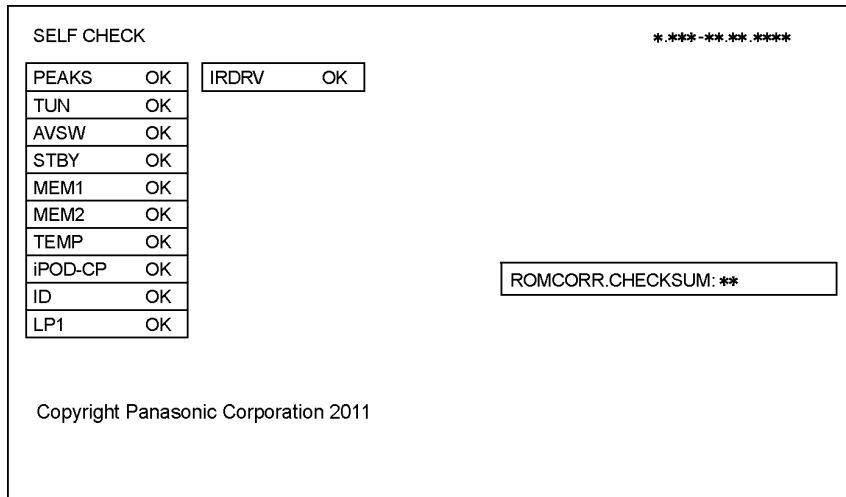 SELF CHECK *.***-**.**.****
PEAKS OK IRDRV OK
TUN OK
AVSW OK
STBY OK
MEM1 OK
MEM2 OK
TEMP OK
iPOD-CP OK
ID OK
LP1 OK
ROMCORR.CHECKSUM: **
Copyright Panasonic Corporation 2011